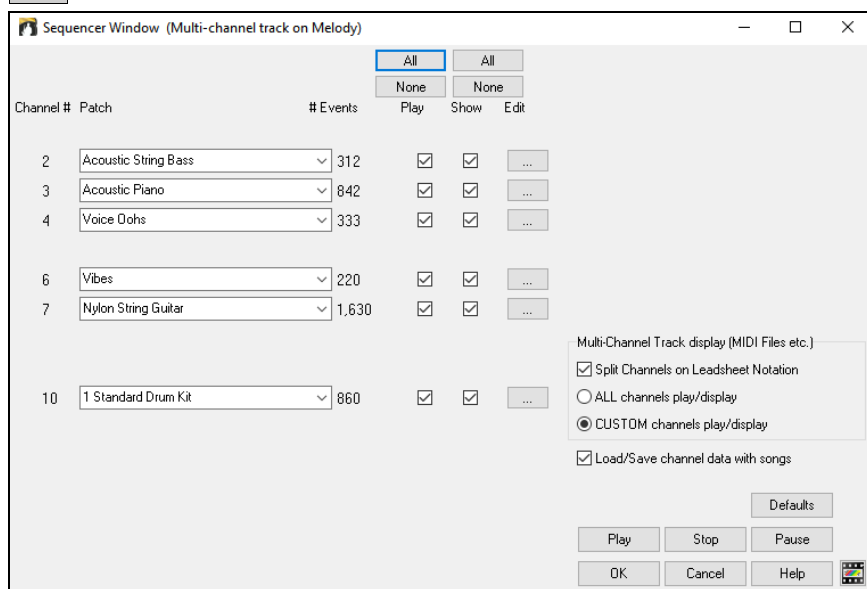 Sequencer Window (Multi-channel track on Melody)
All All
None None
Channel # Patch # Events Play Show Edit
2 Acoustic String Bass 312 ...
3 Acoustic Piano 842 ...
4 Voice Oohs 333 ...
6 Vibes 220 ...
7 Nylon String Guitar 1,630 ...
Multi-Channel Track display (MIDI Files etc.)
Split Channels on Leadsheet Notation
10 1 Standard Drum Kit 860 ...
ALL channels play/display
CUSTOM channels play/display
Load/Save channel data with songs
Defaults
Play Stop Pause
OK Cancel Help